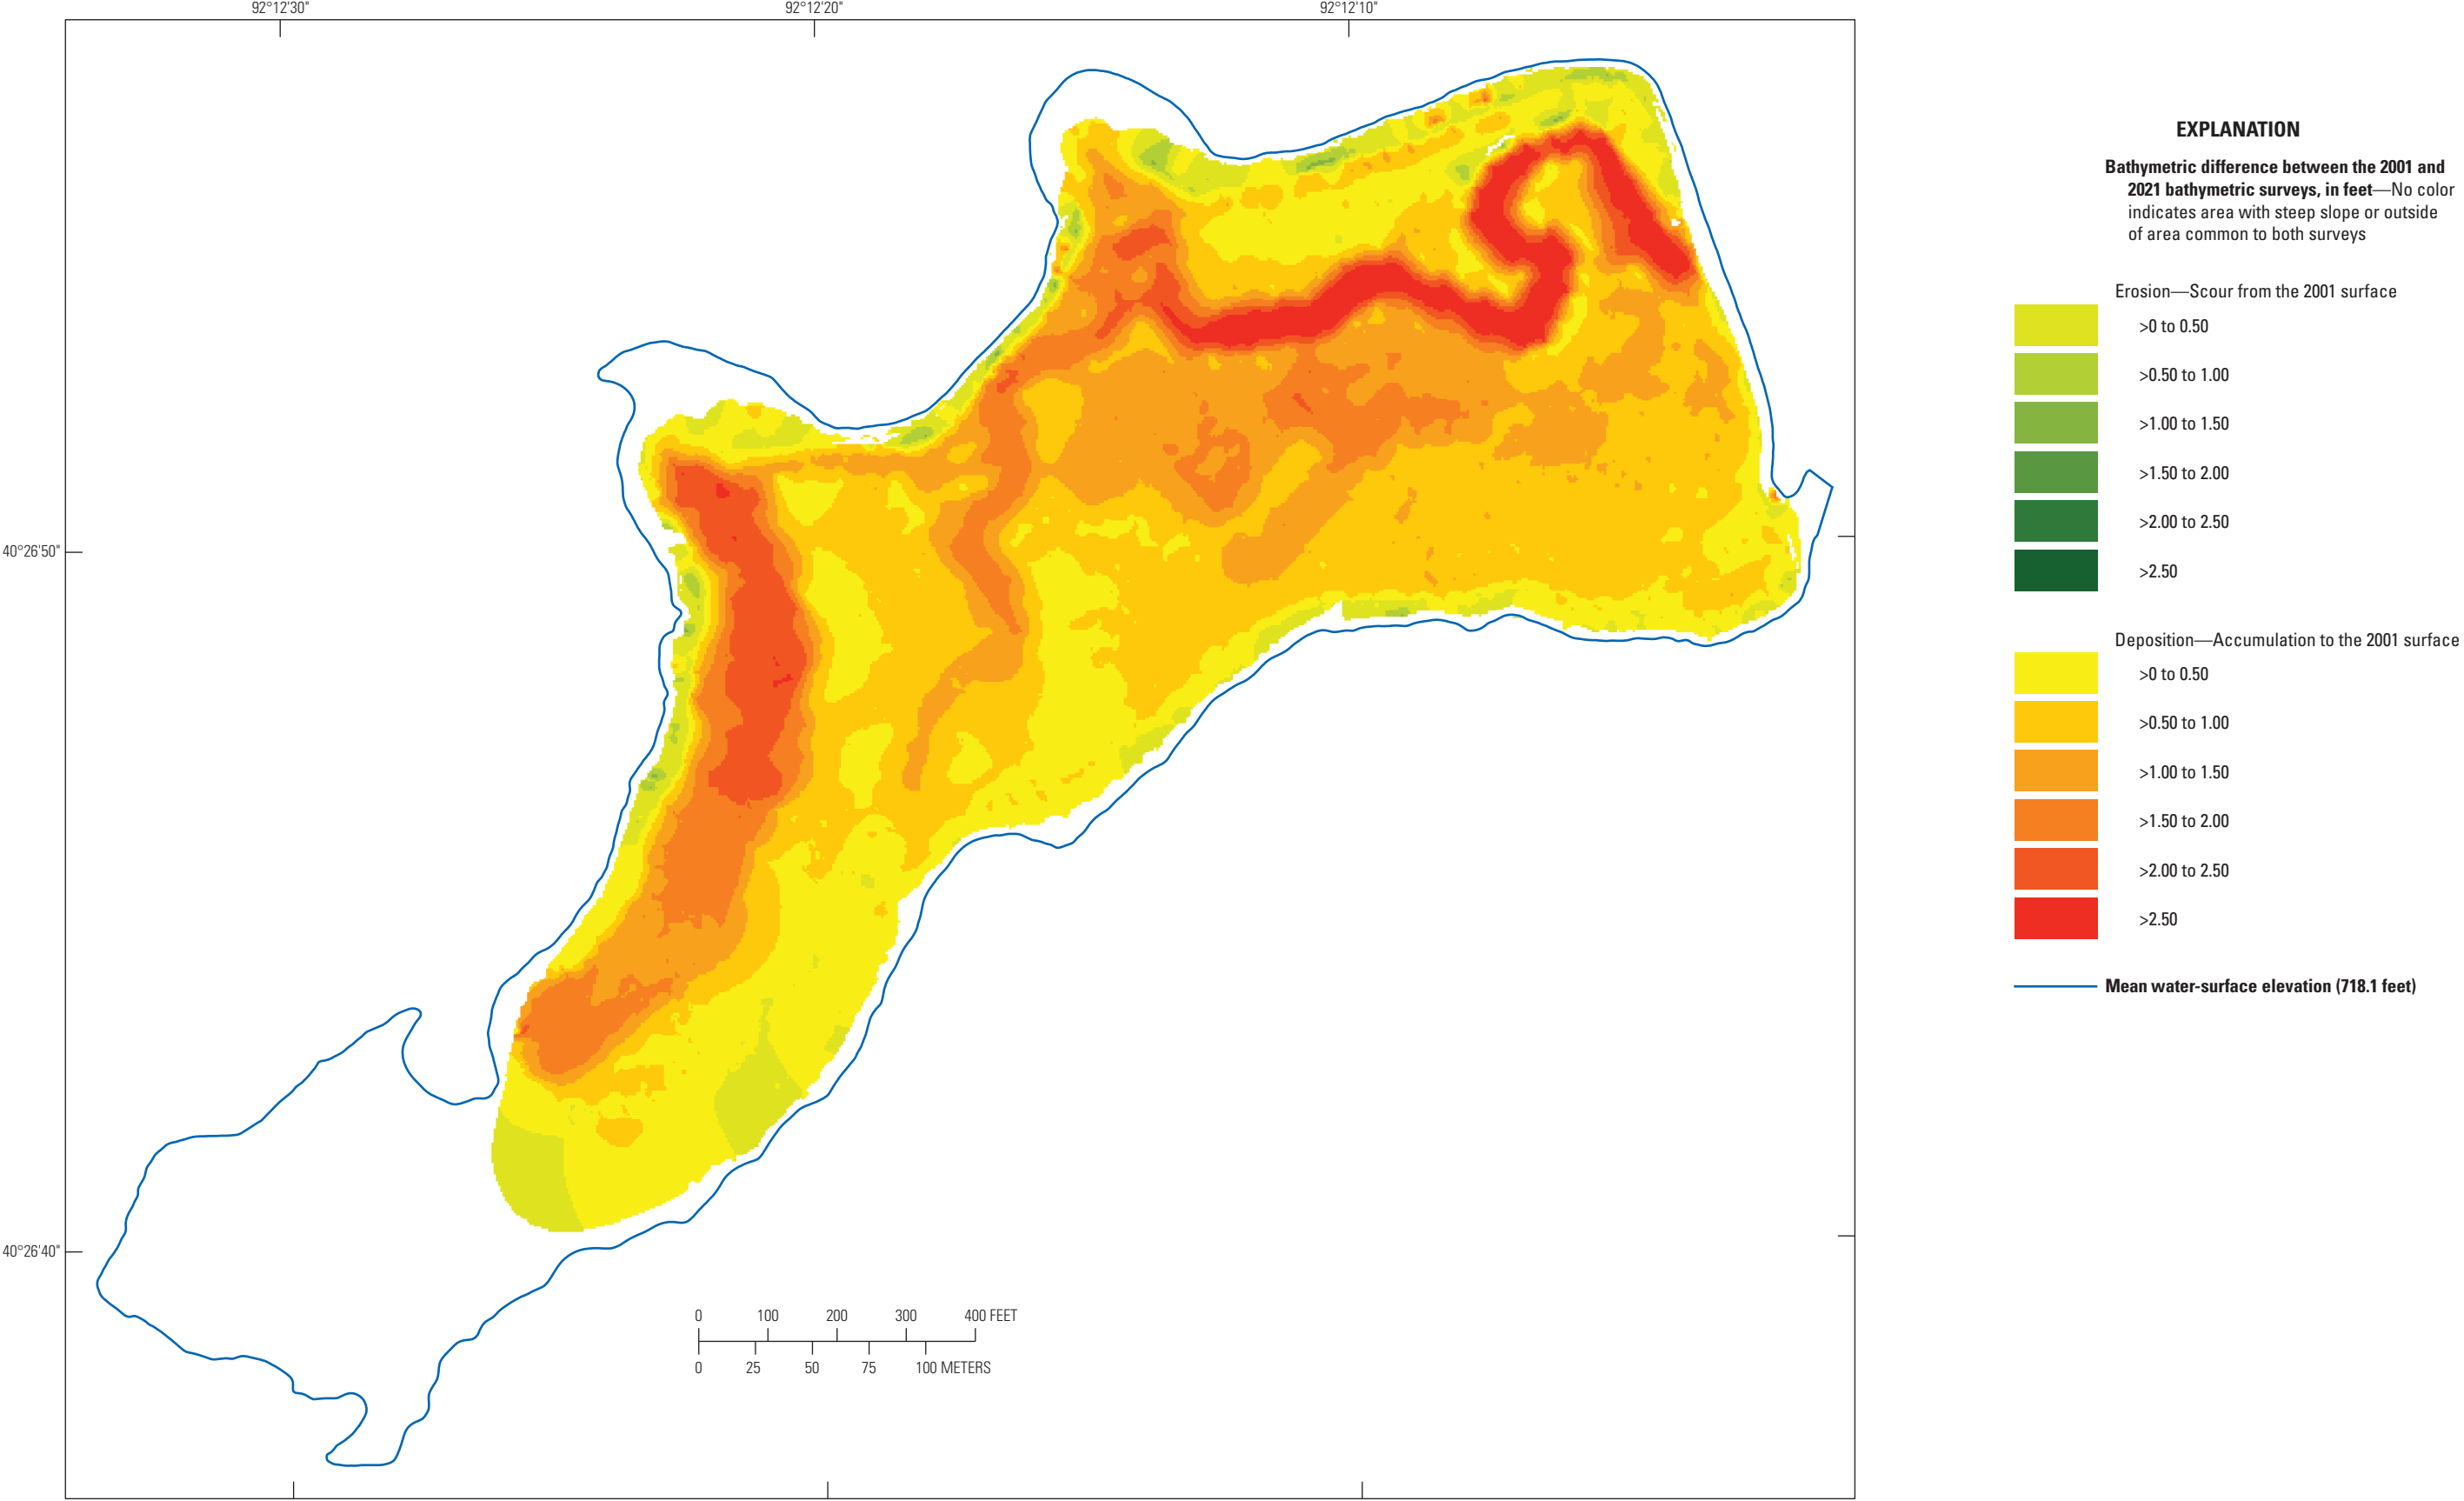 92°12'30" 92°12'20" 92°12'10"
40°26'50"
40°26'40"
0 100 200 300 400 FEET
0 25 50 75 100 METERS
EXPLANATION
Bathymetric difference between the 2001 and
2021 bathymetric surveys, in feet—No color
indicates area with steep slope or outside
of area common to both surveys
Erosion—Scour from the 2001 surface
>0 to 0.50
>0.50 to 1.00
>1.00 to 1.50
>1.50 to 2.00
>2.00 to 2.50
>2.50
Deposition—Accumulation to the 2001 surface
>0 to 0.50
>0.50 to 1.00
>1.00 to 1.50
>1.50 to 2.00
>2.00 to 2.50
>2.50
Mean water-surface elevation (718.1 feet)